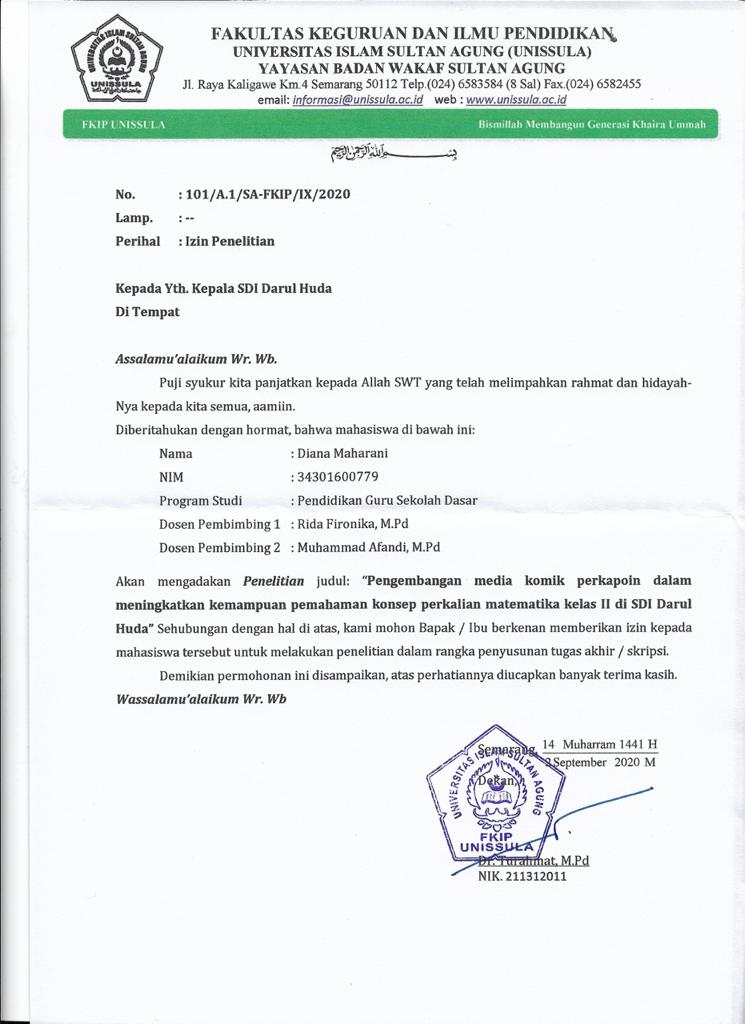 FAKULTAS KEGURUAN DAN ILMU PENDIDIKAN
UNIVERSITAS ISLAM SULTAN AGUNG (UNISSULA)
YAYASAN BADAN WAKAF SULTAN AGUNG
Jl. Raya Kaligawe Km.4 Semarang 50112 Telp.(024) 6583584 (8 Sal) Fax.(024) 6582455
email: informasi@unissula.ac.id web : www.unissula.ac.id
UNIVERSITAS ISLAM SULTAN AGUNG
UNISSULA
FKIP UNISSULA Bismillah Membangun Generasi Khaira Ummah
بسم الله الرحمن الرحيم
No. : 101/A.1/SA-FKIP/IX/2020
Lamp. : --
Perihal : Izin Penelitian
Kepada Yth. Kepala SDI Darul Huda
Di Tempat
Assalamu'alaikum Wr. Wb.
Puji syukur kita panjatkan kepada Allah SWT yang telah melimpahkan rahmat dan hidayah-
Nya kepada kita semua, aamiin.
Diberitahukan dengan hormat, bahwa mahasiswa di bawah ini:
Nama : Diana Maharani
NIM : 34301600779
Program Studi : Pendidikan Guru Sekolah Dasar
Dosen Pembimbing 1 : Rida Fironika, M.Pd
Dosen Pembimbing 2 : Muhammad Afandi, M.Pd
Akan mengadakan Penelitian judul: "Pengembangan media komik perkapoin dalam
meningkatkan kemampuan pemahaman konsep perkalian matematika kelas II di SDI Darul
Huda" Sehubungan dengan hal di atas, kami mohon Bapak / Ibu berkenan memberikan izin kepada
mahasiswa tersebut untuk melakukan penelitian dalam rangka penyusunan tugas akhir / skripsi.
Demikian permohonan ini disampaikan, atas perhatiannya diucapkan banyak terima kasih.
Wassalamu'alaikum Wr. Wb
Semarang, 14 Muharram 1441 H
2 September 2020 M
Dekan,
UNIVERSITAS ISLAM SULTAN AGUNG
FKIP
UNISSULA
Dr. Turahmat, M.Pd
NIK. 211312011